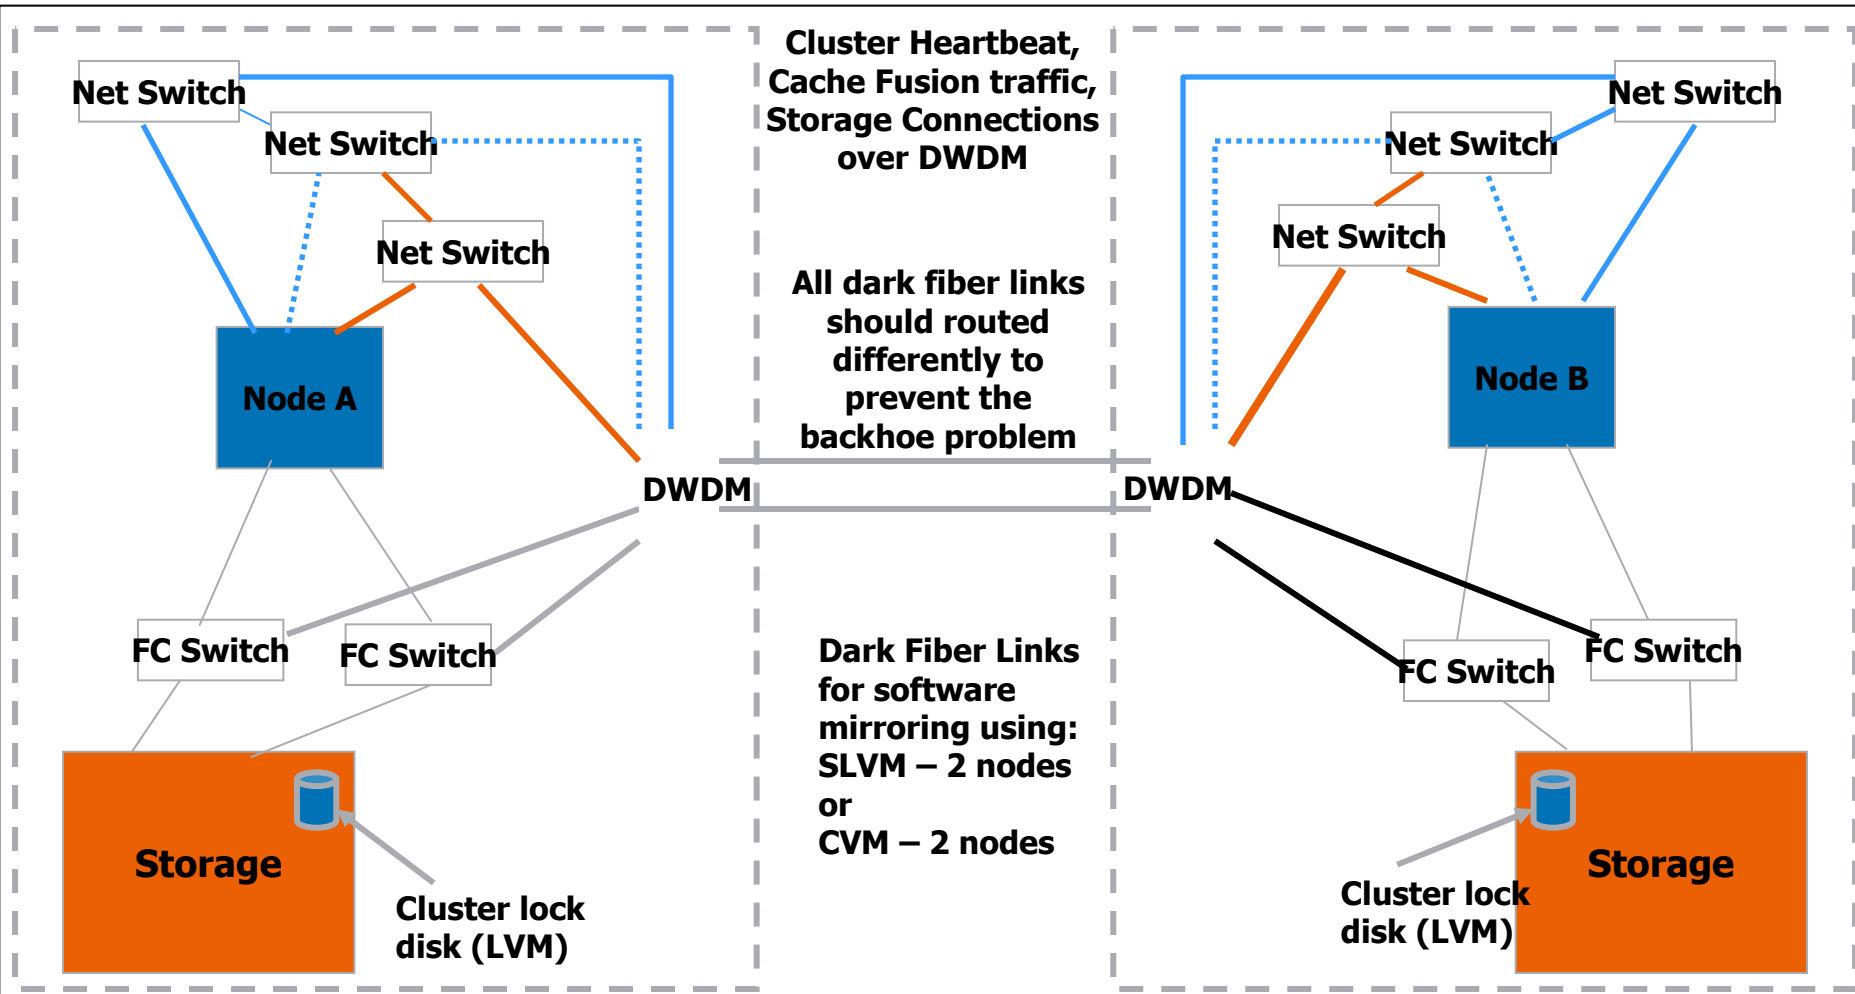 Net Switch
Net Switch
Net Switch
Node A
DWDM
FC Switch
FC Switch
Storage
Cluster lock
disk (LVM)
Cluster Heartbeat,
Cache Fusion traffic,
Storage Connections
over DWDM
All dark fiber links
should routed
differently to
prevent the
backhoe problem
Dark Fiber Links
for software
mirroring using:
SLVM – 2 nodes
or
CVM – 2 nodes
Net Switch
Net Switch
Net Switch
Node B
DWDM
FC Switch
FC Switch
Storage
Cluster lock
disk (LVM)